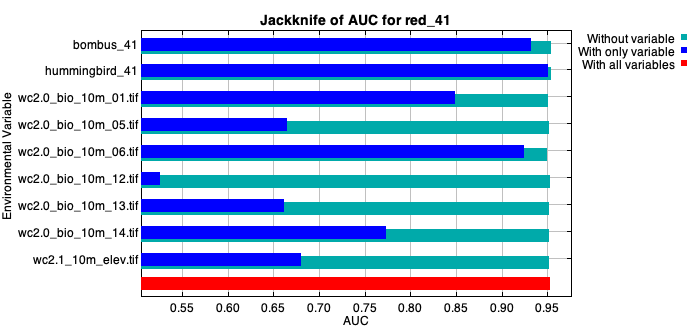 Jackknife of AUC for red_41
Without variable
With only variable
With all variables
Environmental Variable
bombus_41
hummingbird_41
wc2.0_bio_10m_01.tif
wc2.0_bio_10m_05.tif
wc2.0_bio_10m_06.tif
wc2.0_bio_10m_12.tif
wc2.0_bio_10m_13.tif
wc2.0_bio_10m_14.tif
wc2.1_10m_elev.tif
0.55 0.60 0.65 0.70 0.75 0.80 0.85 0.90 0.95
AUC